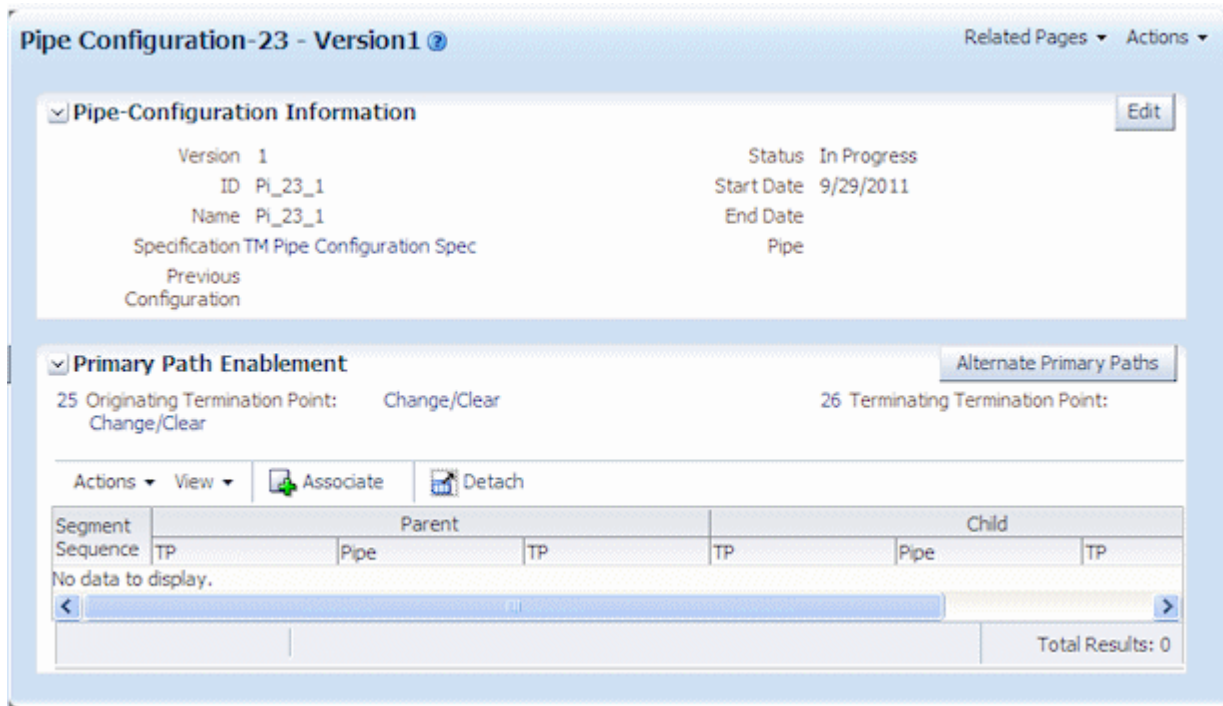 Pipe Configuration-23 - Version1
Related Pages Actions
Pipe-Configuration Information
Edit
Version 1
Status In Progress
ID Pi_23_1
Start Date 9/29/2011
Name Pi_23_1
End Date
Specification TM Pipe Configuration Spec
Pipe
Previous
Configuration
Primary Path Enablement
Alternate Primary Paths
25 Originating Termination Point: Change/Clear
26 Terminating Termination Point:
Change/Clear
Actions View Associate Detach
Segment
Sequence
Parent Child
TP Pipe TP TP Pipe TP
No data to display.
Total Results: 0